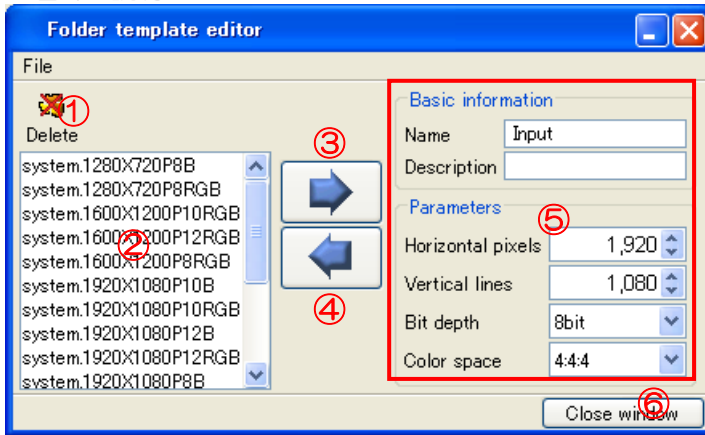 Folder template editor
File
①
Delete
system.1280X720P8B
system.1280X720P8RGB
system.1600X1200P10RGB
system.1600X1200P12RGB
②
system.1600X1200P8RGB
system.1920X1080P10B
system.1920X1080P10RGB
system.1920X1080P12B
system.1920X1080P12RGB
system.1920X1080P8B
③
④
Basic information
Name Input
Description
Parameters
⑤
Horizontal pixels 1,920
Vertical lines 1,080
Bit depth 8bit
Color space 4:4:4
⑥
Close window